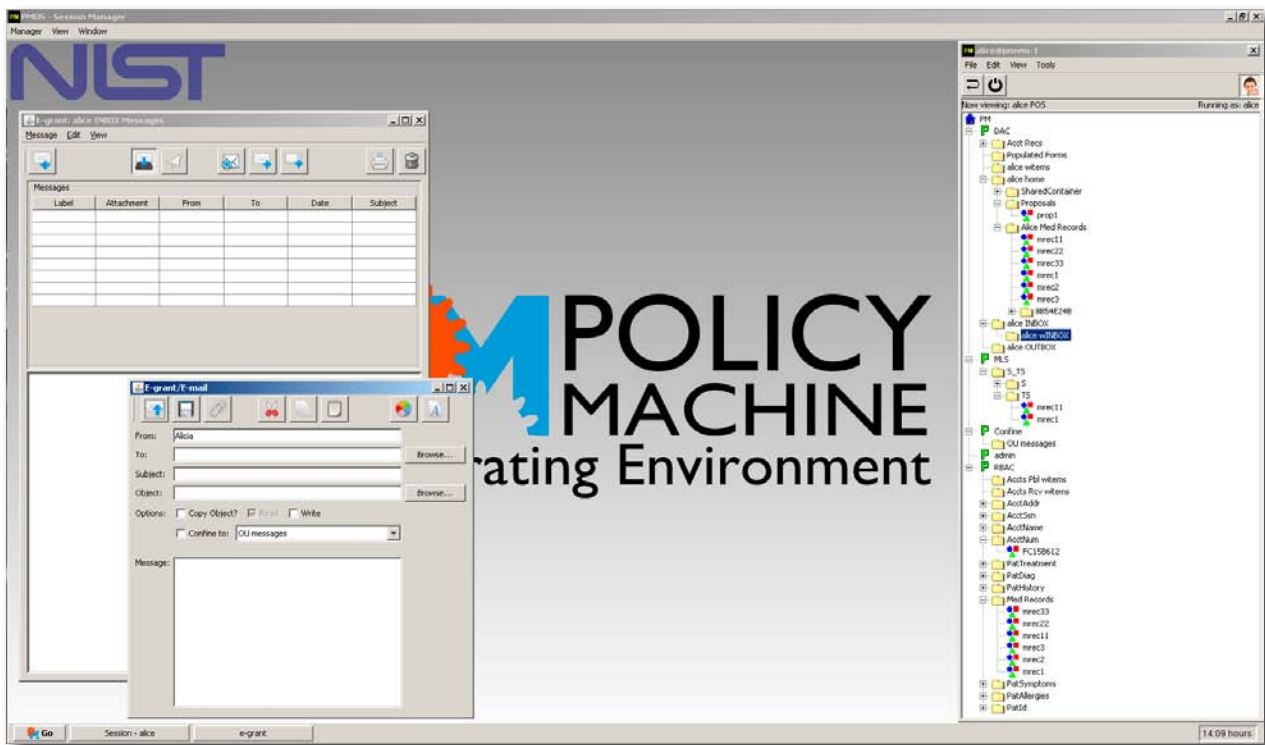 PMOS - Session Manager
Manager View Window
NIST
E-grant: alice INBOX Messages
Message Edit View
Messages
Label Attachment From To Date Subject
E-grant/E-mail
From: Alicia
To: Browse...
Subject:
Object: Browse...
Options: Copy Object? Read Write
Confine to: OU messages
Message:
POLICY
MACHINE
rating Environment
File Edit View Tools
Now viewing: alice POS Running as: alice
PM
DAC
Acct Recs
Populated Forms
alice witems
alice home
SharedContainer
Proposals
prop1
Alice Med Records
mrec11
mrec22
mrec33
mrec1
mrec2
mrec3
8B54E24B
alice INBOX
alice wINBOX
alice OUTBOX
MLS
S_TS
S
TS
mrec11
mrec1
Confine
OU messages
admin
RBAC
Accts Pbl witems
Accts Rcv witems
AcctAddr
AcctSsn
AcctName
AcctNum
FC15B612
PatTreatment
PatDiag
PatHistory
Med Records
mrec33
mrec22
mrec11
mrec3
mrec2
mrec1
PatSymptoms
PatAllergies
PatId
Go Session - alice e-grant 14:09 hours